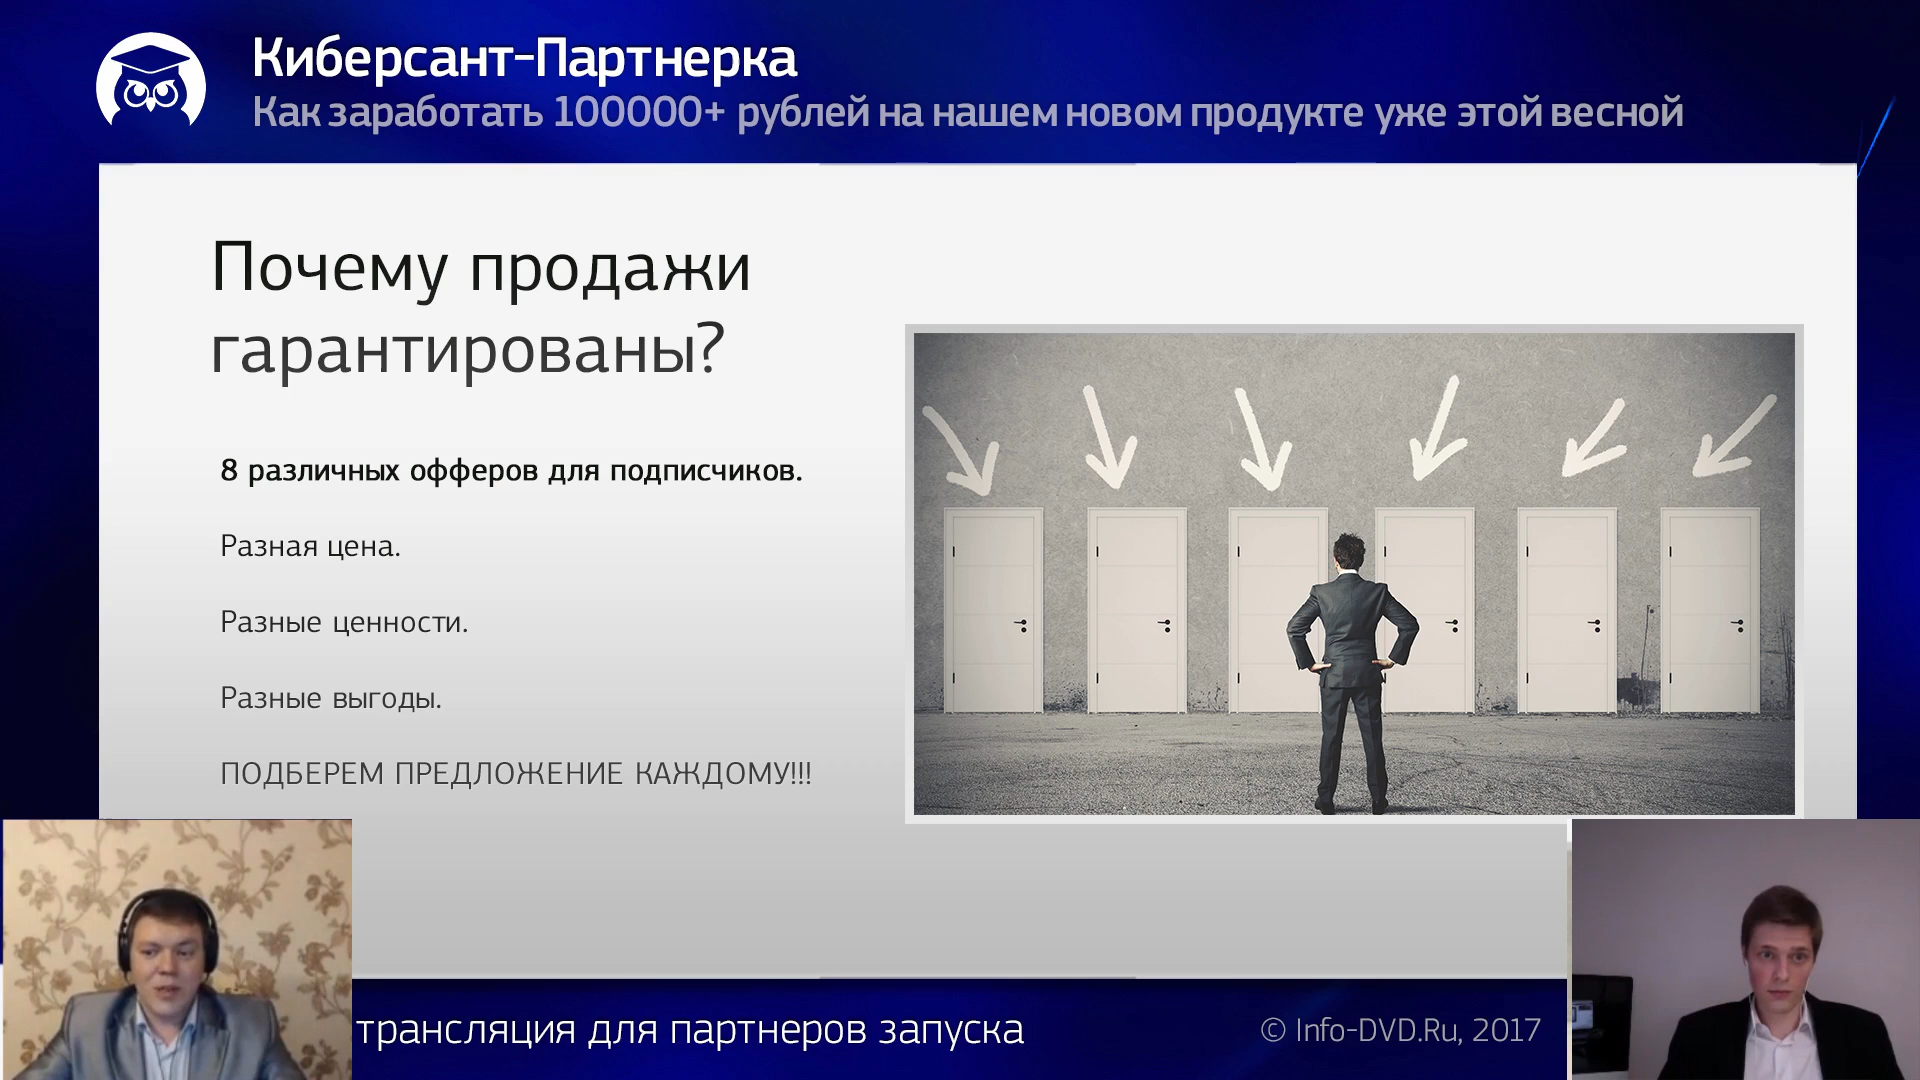 Киберсант-Партнерка
Как заработать 100000+ рублей на нашем новом продукте уже этой весной
Почему продажи
гарантированы?
8 различных офферов для подписчиков.
Разная цена.
Разные ценности.
Разные выгоды.
ПОДБЕРЕМ ПРЕДЛОЖЕНИЕ КАЖДОМУ!!!
трансляция для партнеров запуска
© Info-DVD.Ru, 2017